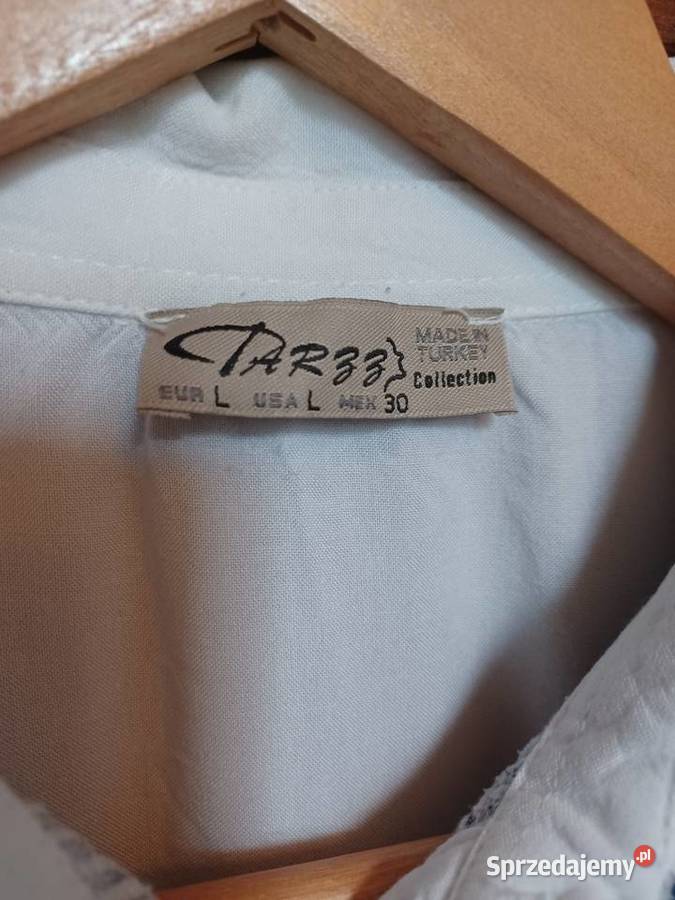 TARZZ
MADE IN
TURKEY
Collection
EUR L USA L MEX 30
Sprzedajemy.pl